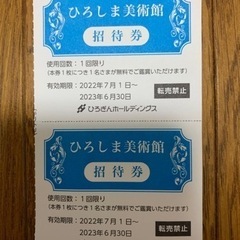 ひろしま美術館
招待券
使用回数：1回限り
(本券1枚につき1名さまが無料でご鑑賞いただけます)
有効期限：2022年7月1日～
2023年6月30日
転売禁止
ひろぎんホールディングス
ひろしま美術館
招待券
使用回数：1回限り
(本券1枚につき1名さまが無料でご鑑賞いただけます)
有効期限：2022年7月1日～
2023年6月30日
転売禁止